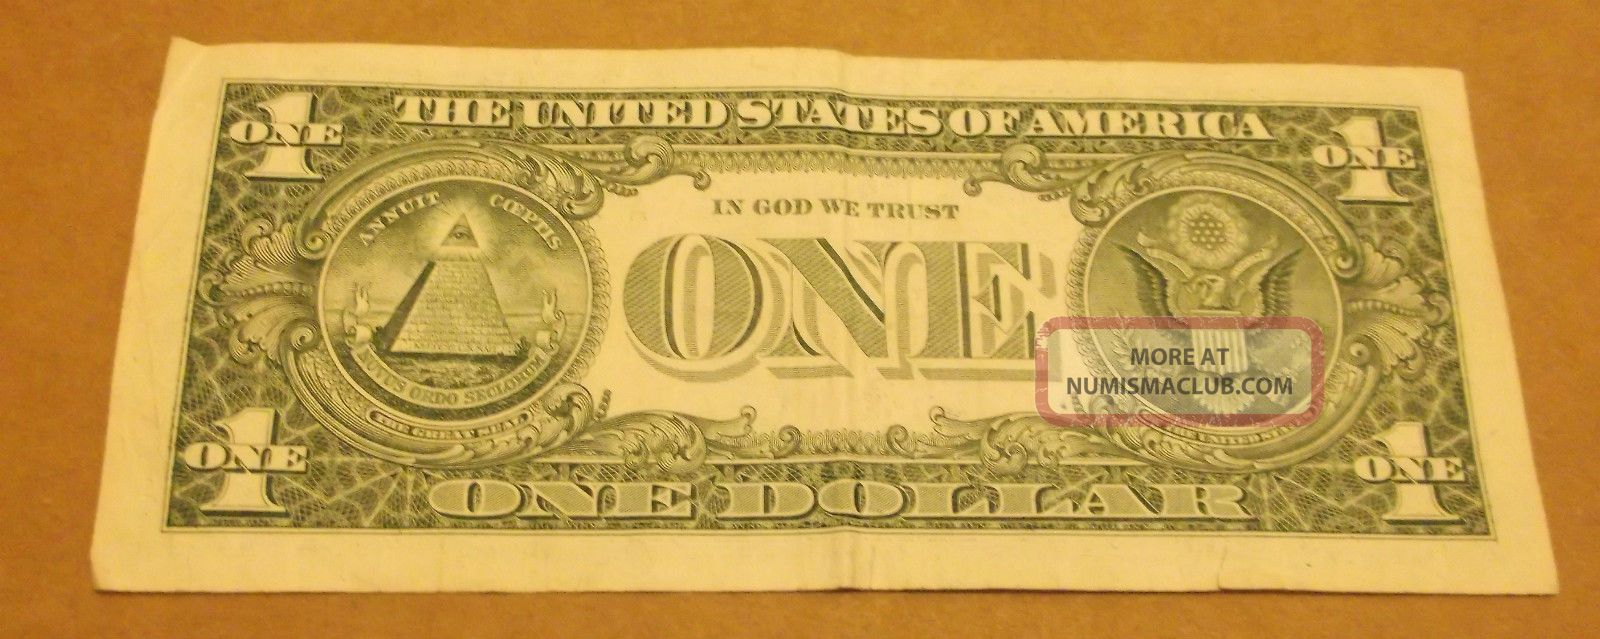 THE UNITED STATES OF AMERICA
1 ONE
1 ONE
ANNUIT CŒPTIS
IN GOD WE TRUST
ONE
NOVUS ORDO SECLORUM
THE GREAT SEAL
MORE AT
NUMISMACLUB.COM
1 ONE
1 ONE
ONE DOLLAR